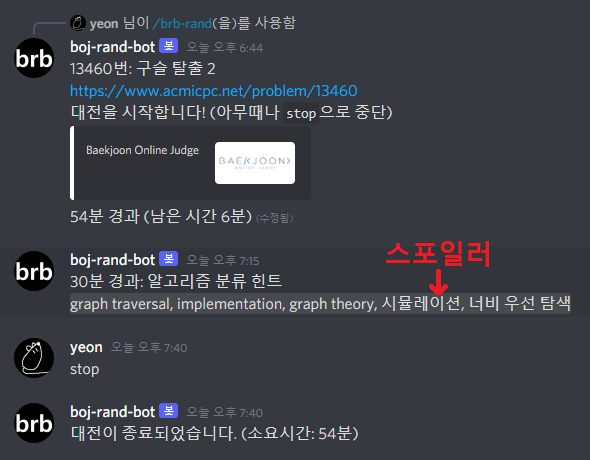 yeon 님이 /brb-rand(을)를 사용함
brb
boj-rand-bot 봇 오늘 오후 6:44
13460번: 구슬 탈출 2
https://www.acmicpc.net/problem/13460
대전을 시작합니다! (아무때나 stop으로 중단)
Baekjoon Online Judge
BAEKJOON>
54분 경과 (남은 시간 6분) (수정됨)
스포일러
brb
boj-rand-bot 봇 오늘 오후 7:15
30분 경과: 알고리즘 분류 힌트
graph traversal, implementation, graph theory, 시뮬레이션, 너비 우선 탐색
yeon 오늘 오후 7:40
stop
brb
boj-rand-bot 봇 오늘 오후 7:40
대전이 종료되었습니다. (소요시간: 54분)